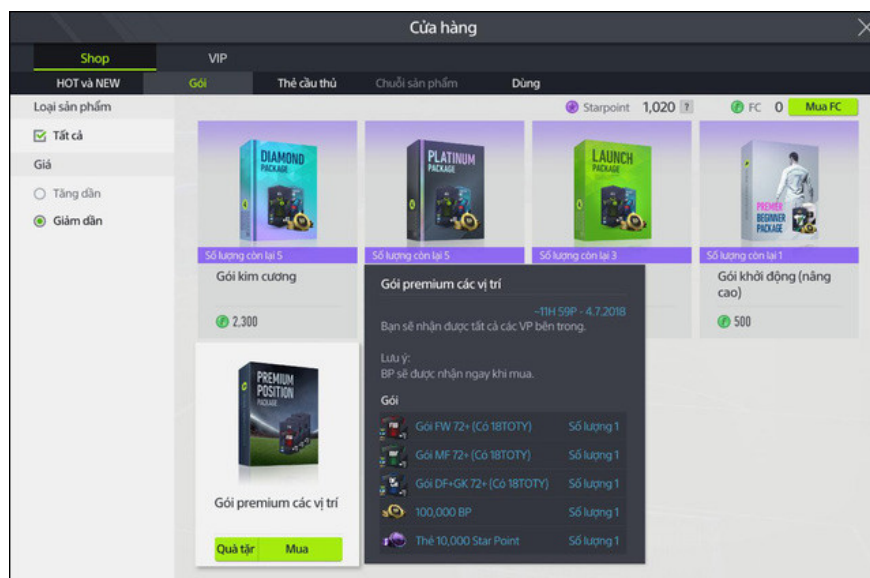 Cửa hàng
Shop VIP
HOT và NEW Gói Thẻ cầu thủ Chuỗi sản phẩm Dùng
Loại sản phẩm
Starpoint 1,020 ? FC 0 Mua FC
Tất cả
Giá
Tăng dần
Giảm dần
DIAMOND
PACKAGE
PLATINUM
PACKAGE
LAUNCH
PACKAGE
PREMIER
BEGINNER
PACKAGE
Số lượng còn lại 5
Số lượng còn lại 5
Số lượng còn lại 3
Số lượng còn lại 1
Gói kim cương
2,300
Gói khởi động (nâng
cao)
500
PREMIUM
POSITION
PACKAGE
Gói premium các vị trí
Quà tặr Mua
Gói premium các vị trí
~11H 59P - 4.7.2018
Bạn sẽ nhận được tất cả các VP bên trong.
Lưu ý:
BP sẽ được nhận ngay khi mua.
Gói
Gói FW 72+ (Có 18TOTY) Số lượng 1
Gói MF 72+ (Có 18TOTY) Số lượng 1
Gói DF+GK 72+ (Có 18TOTY) Số lượng 1
100,000 BP Số lượng 1
Thẻ 10,000 Star Point Số lượng 1